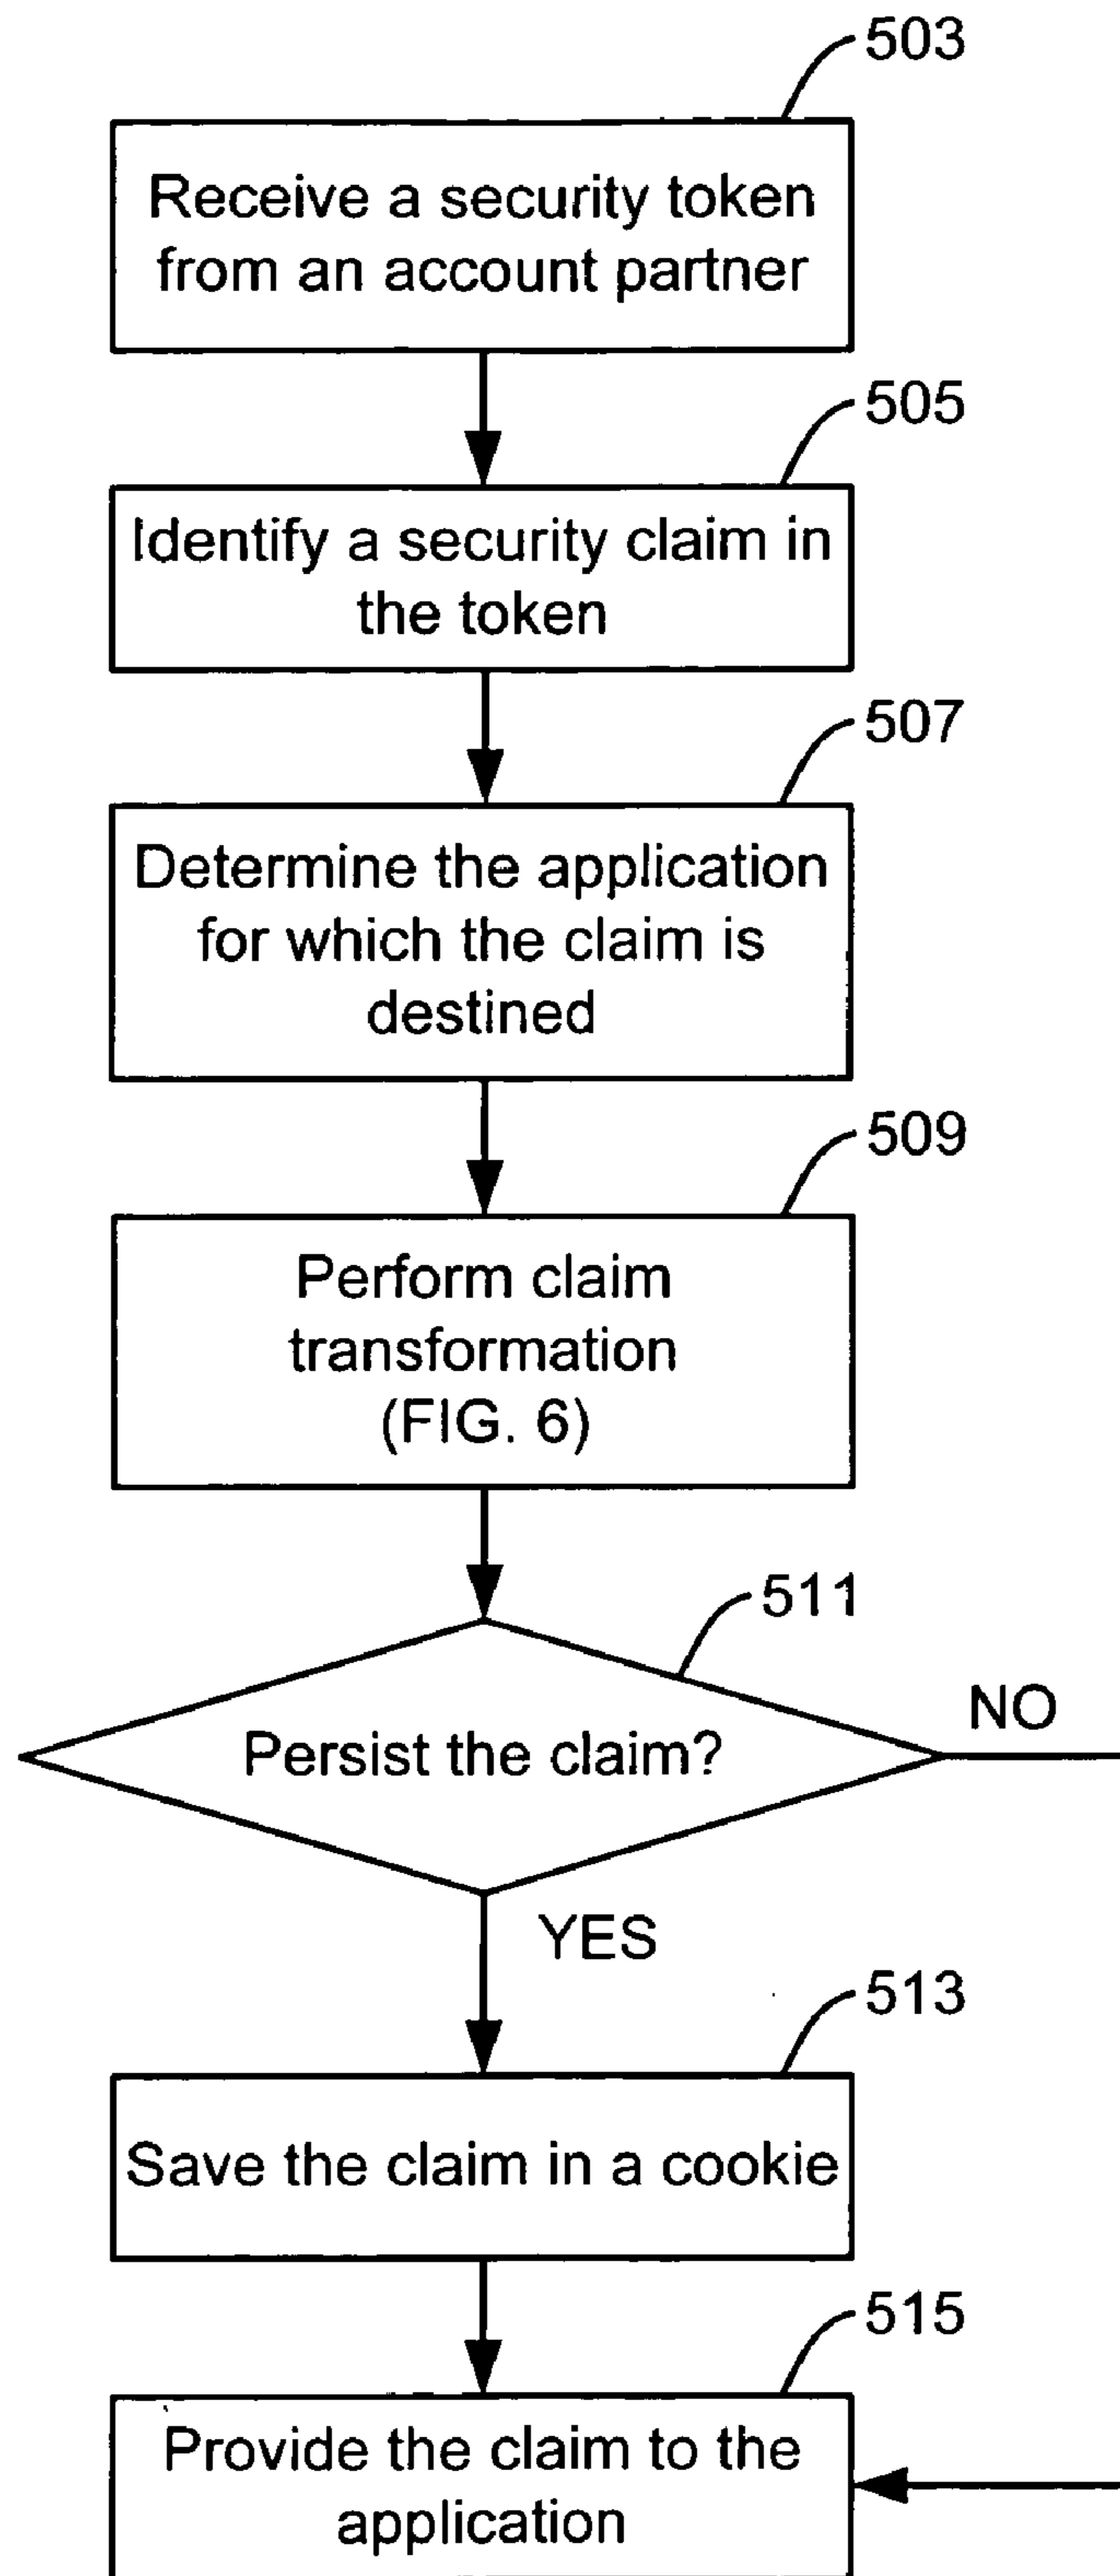 503
Receive a security token
from an account partner
505
Identify a security claim in
the token
507
Determine the application
for which the claim is
destined
509
Perform claim
transformation
(FIG. 6)
511
Persist the claim?
NO
YES
513
Save the claim in a cookie
515
Provide the claim to the
application